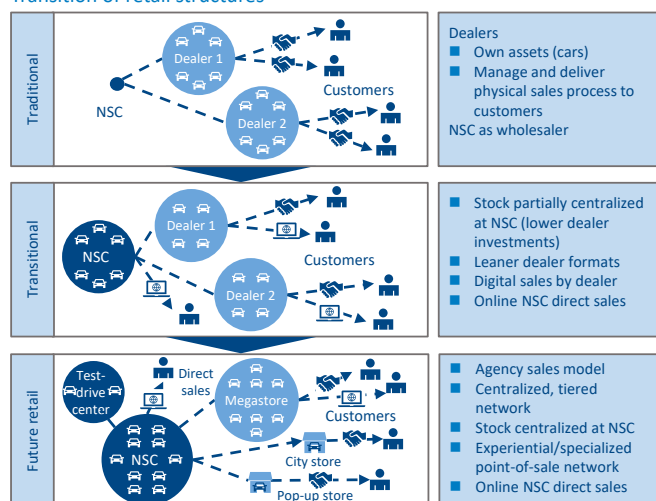 Transition of retail structures
Traditional
NSC
Dealer 1
Dealer 2
Customers
Dealers
Own assets (cars)
Manage and deliver
physical sales process to
customers
NSC as wholesaler
Transitional
NSC
Dealer 1
Dealer 2
Customers
Stock partially centralized
at NSC (lower dealer
investments)
Leaner dealer formats
Digital sales by dealer
Online NSC direct sales
Future retail
Test-
drive
center
Direct
sales
NSC
Megastore
Customers
City store
Pop-up store
Agency sales model
Centralized, tiered
network
Stock centralized at NSC
Experiential/specialized
point-of-sale network
Online NSC direct sales